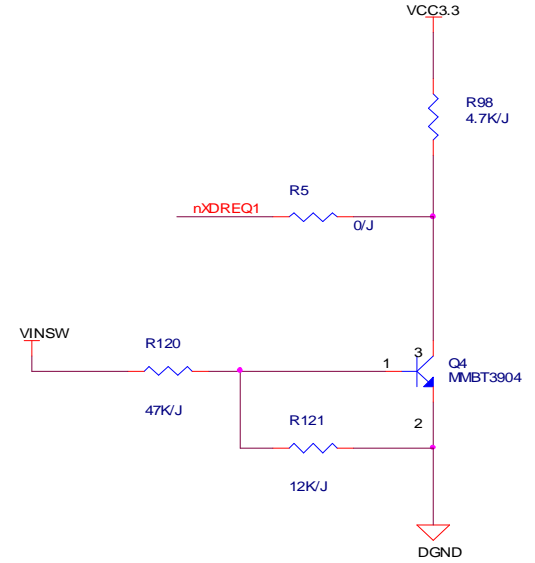 VCC3.3
R98
4.7K/J
R5
nXDREQ1
0/J
VINSW
R120
47K/J
1
3
Q4
MMBT3904
2
R121
12K/J
DGND